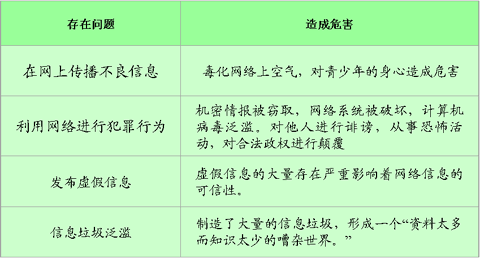 存在问题
造成危害
在网上传播不良信息
毒化网络上空气，对青少年的身心造成危害
利用网络进行犯罪行为
机密情报被窃取，网络系统被破坏，计算机
病毒泛滥。对他人进行诽谤，从事恐怖活
动，对合法政权进行颠覆
发布虚假信息
虚假信息的大量存在严重影响着网络信息的
可信性。
信息垃圾泛滥
制造了大量的信息垃圾，形成一个“资料太多
而知识太少的嘈杂世界。”